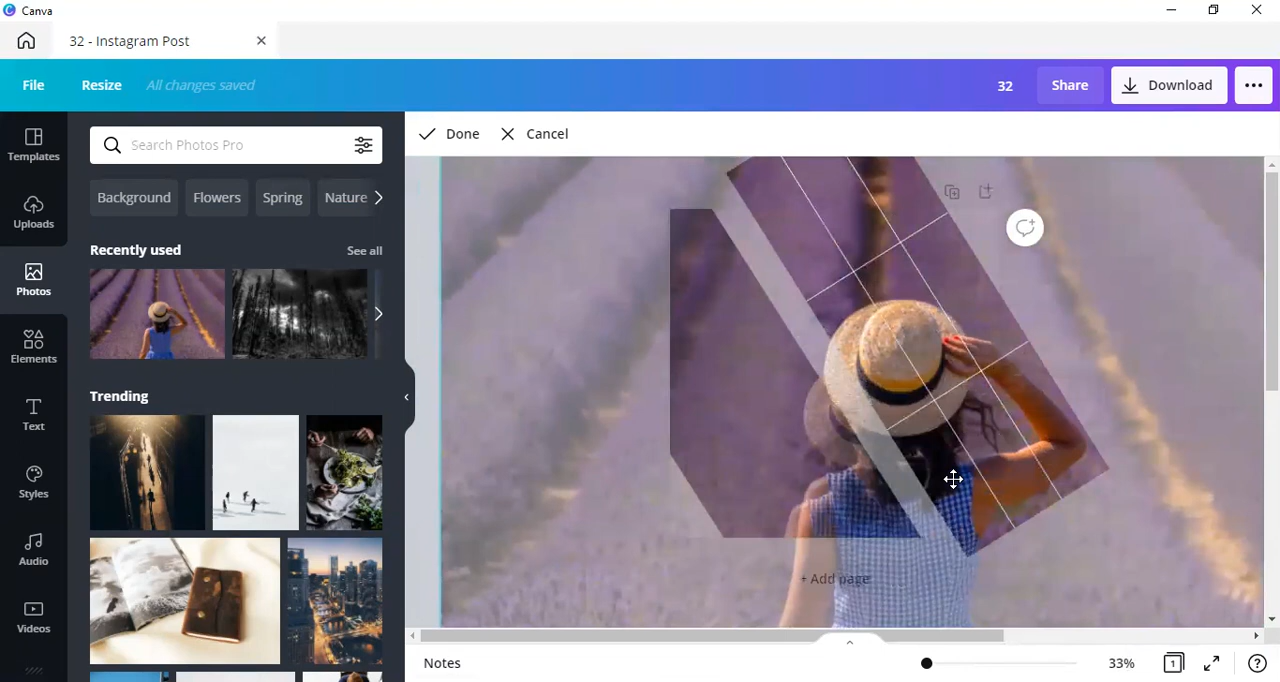 Canva
32 - Instagram Post
File Resize All changes saved 32 Share Download
Templates
Uploads
Photos
Elements
Text
Styles
Audio
Videos
Search Photos Pro
Background Flowers Spring Nature
Recently used See all
Trending
Done Cancel
+ Add page
Notes 33% 1